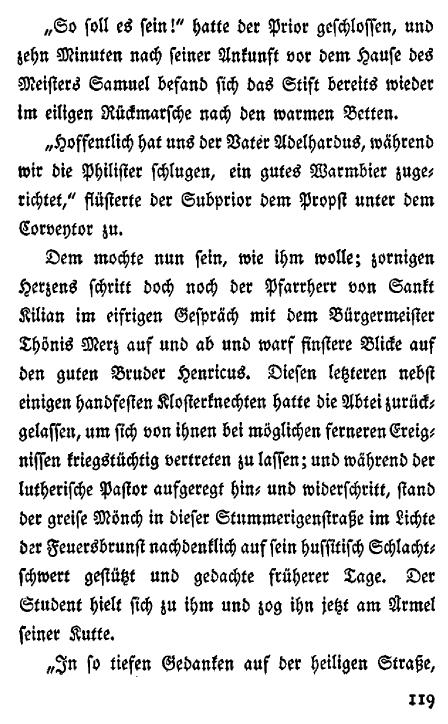 „So soll es sein!“ hatte der Prior geschlossen, und
zehn Minuten nach seiner Ankunft vor dem Hause des
Meisters Samuel befand sich das Stift bereits wieder
im eiligen Rückmarsche nach den warmen Betten.
„Hoffentlich hat uns der Vater Adelhardus, während
wir die Philister schlugen, ein gutes Warmbier zuge-
richtet,“ flüsterte der Subprior dem Propst unter dem
Corveytor zu.
Dem mochte nun sein, wie ihm wolle; zornigen
Herzens schritt doch noch der Pfarrherr von Sankt
Kilian im eifrigen Gespräch mit dem Bürgermeister
Thönis Merz auf und ab und warf finstere Blicke auf
den guten Bruder Henricus. Diesen letzteren nebst
einigen handfesten Klosterknechten hatte die Abtei zurück-
gelassen, um sich von ihnen bei möglichen ferneren Ereig-
nissen kriegstüchtig vertreten zu lassen; und während der
lutherische Pastor aufgeregt hin- und widerschritt, stand
der greise Mönch in dieser Stummerigenstraße im Lichte
der Feuersbrunst nachdenklich auf sein hussitisch Schlacht-
schwert gestützt und gedachte früherer Tage. Der
Student hielt sich zu ihm und zog ihn jetzt am Ärmel
seiner Kutte.
„In so tiefen Gedanken auf der heiligen Straße,
119